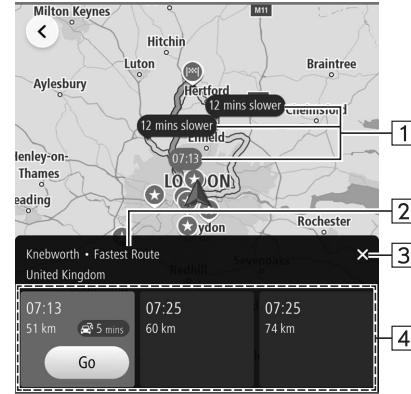 Milton Keynes
M11
Hitchin
Luton
Braintree
Aylesbury
Hertford
12 mins slower
Chelmsford
12 mins slower
Enfield
1
Henley-on-
Thames
07:13
LONDON
eading
Rochester
2
ydon
Knebworth • Fastest Route
3
United Kingdom
Redhill
Sevenoaks
07:13
07:25
07:25
51 km
5 mins
60 km
74 km
4
Go